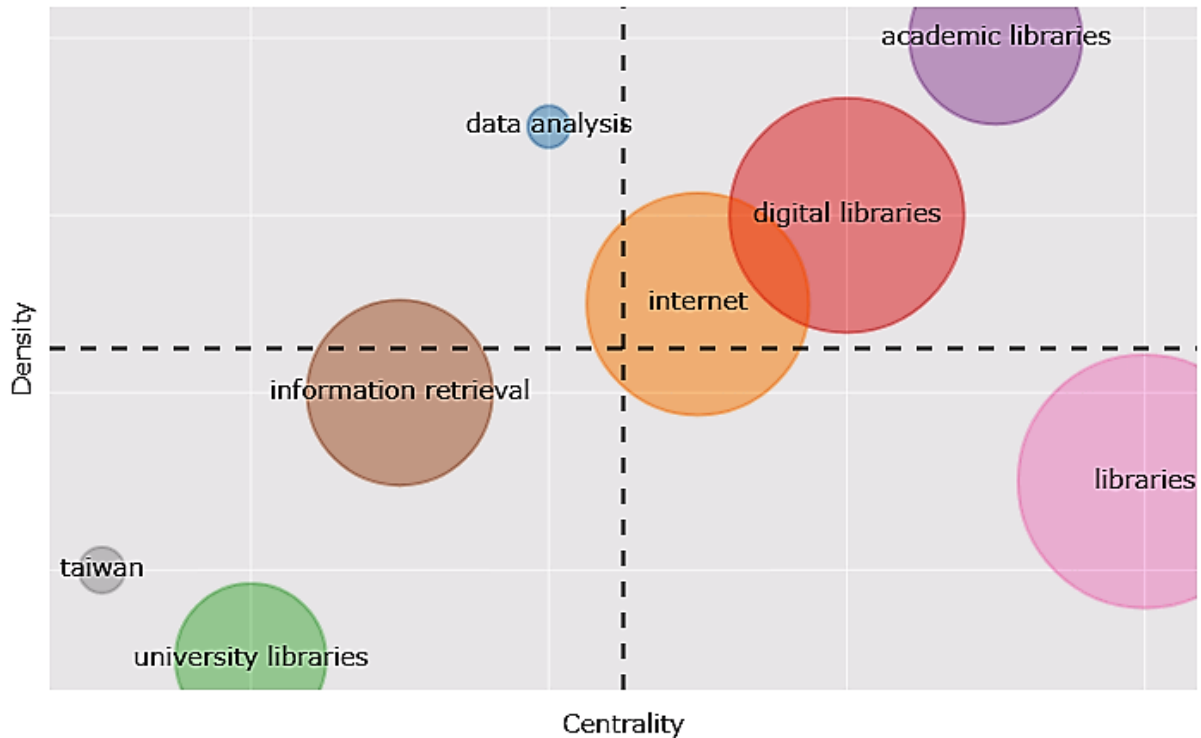 academic libraries
data analysis
digital libraries
internet
Density
information retrieval
libraries
taiwan
university libraries
Centrality